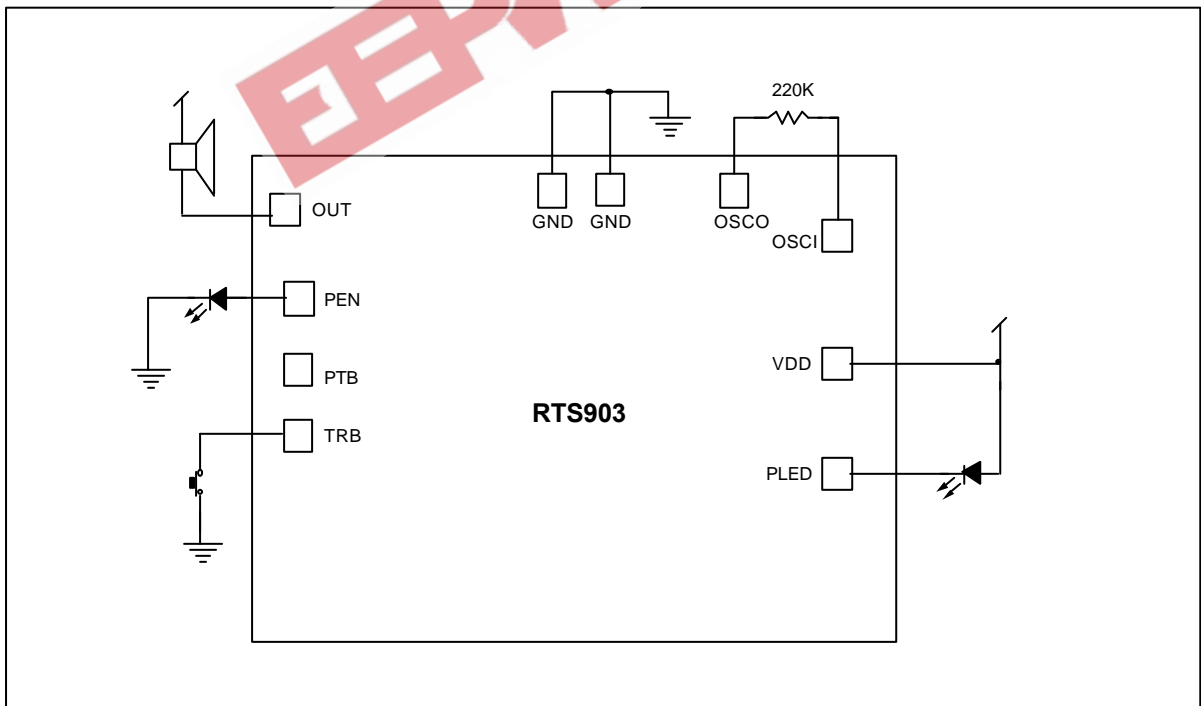 220K
OUT
GND
GND
OSCO
OSCI
PEN
PTB
VDD
RTS903
TRB
PLED